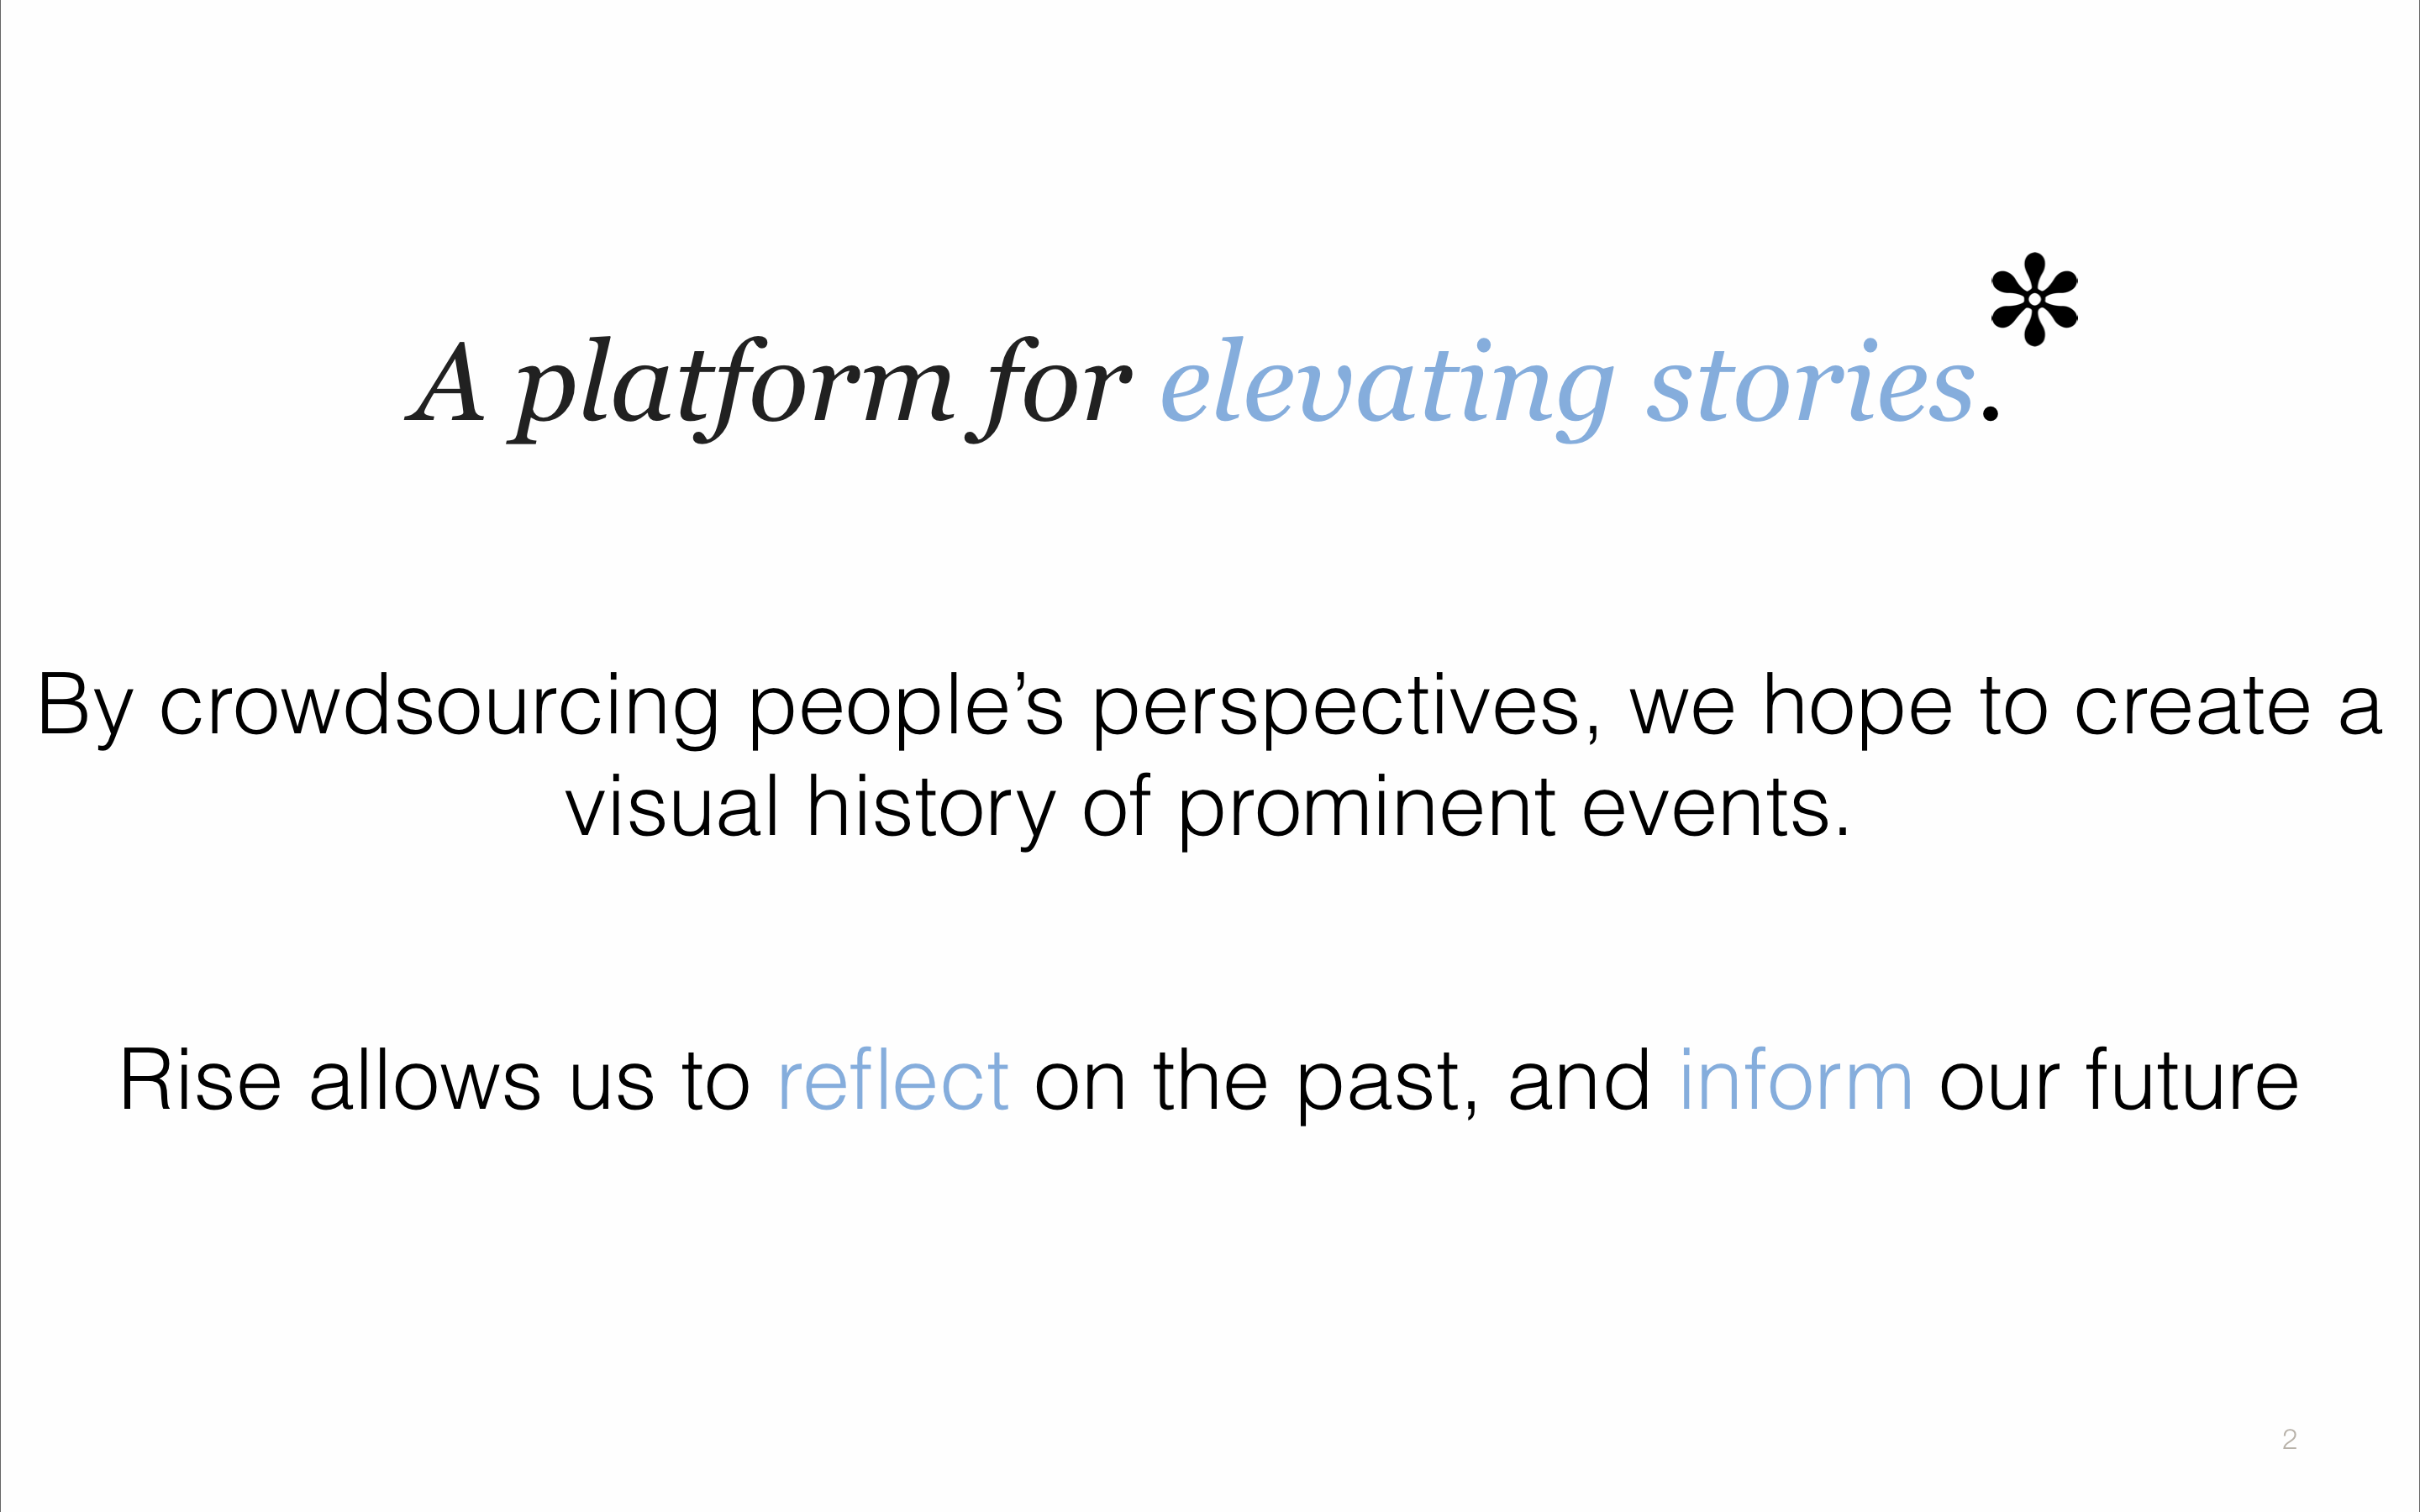 A platform for elevating stories.*
By crowdsourcing people’s perspectives, we hope to create a
visual history of prominent events.
Rise allows us to reflect on the past, and inform our future
2